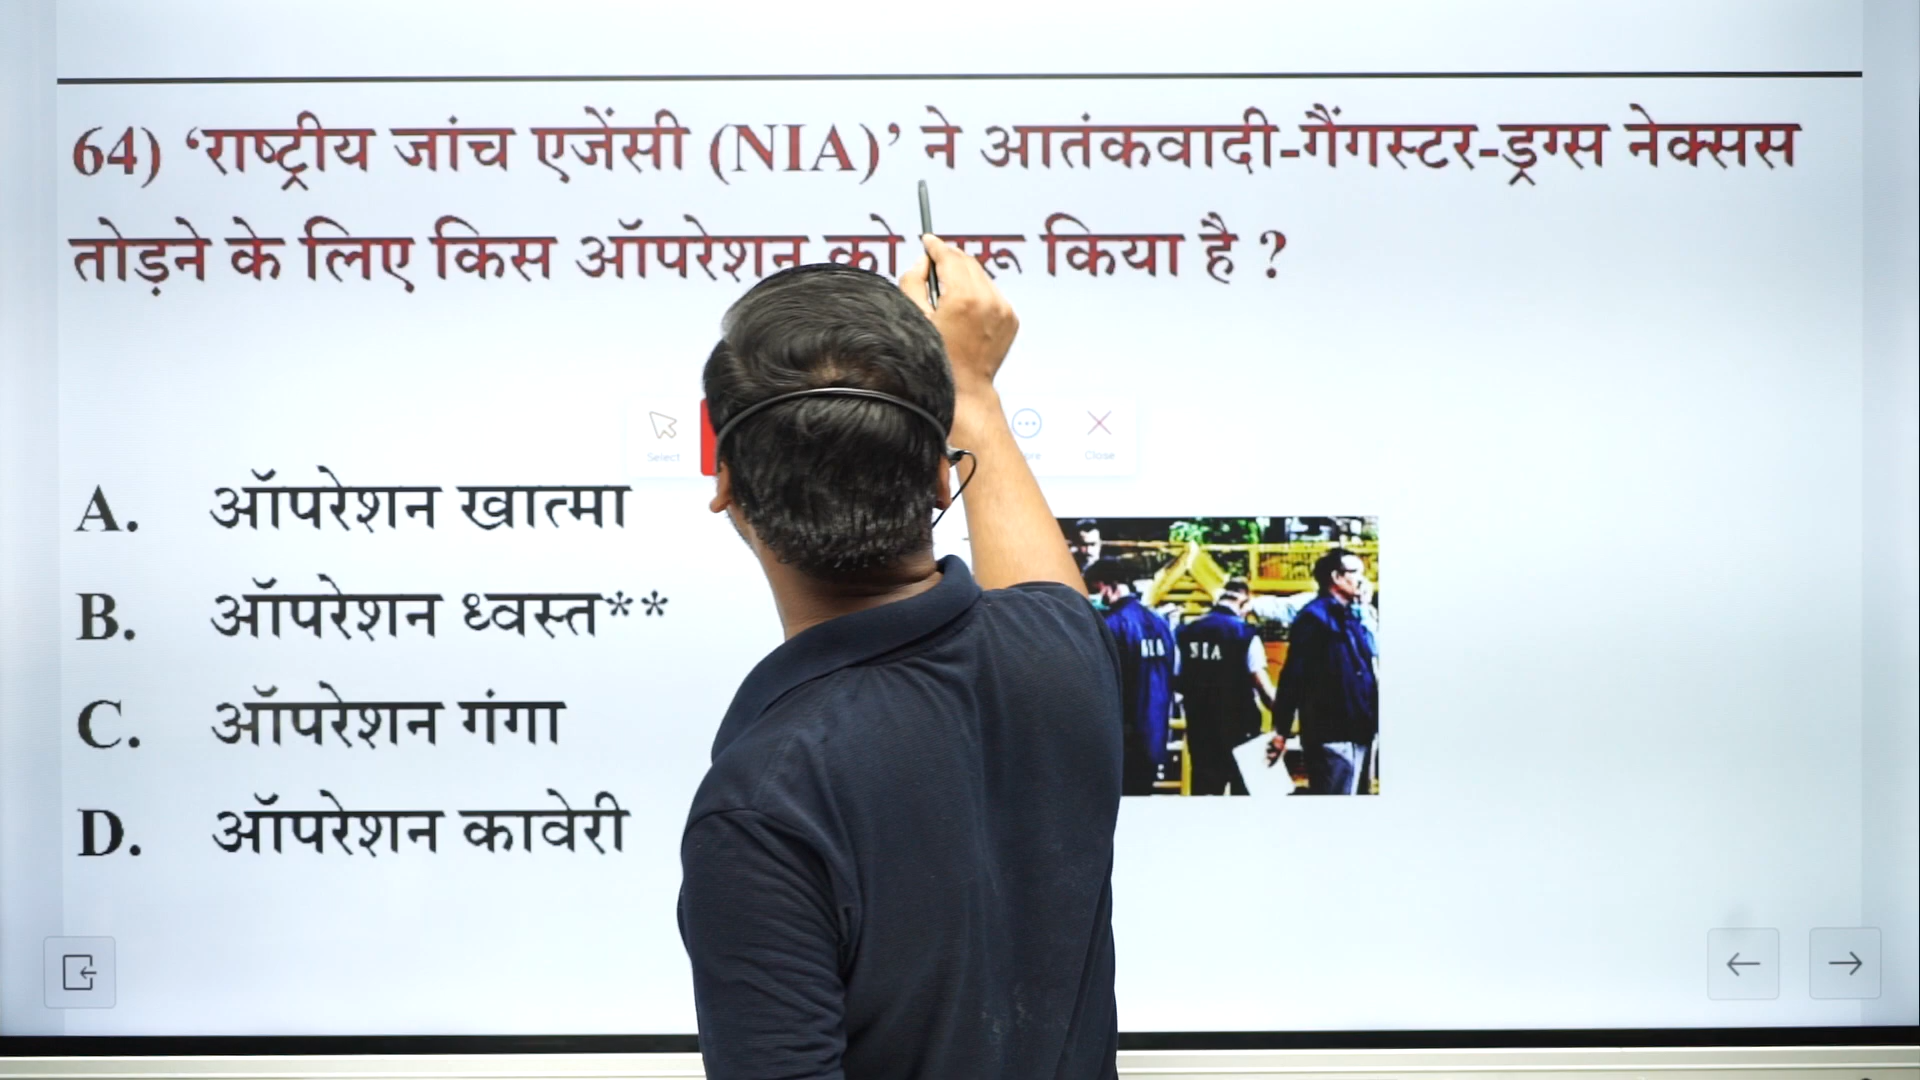 64) ‘राष्ट्रीय जांच एजेंसी (NIA)’ ने आतंकवादी-गैंगस्टर-ड्रग्स नेक्सस
तोड़ने के लिए किस ऑपरेशन को किया है ?
Select
Close
A. ऑपरेशन खात्मा
B. ऑपरेशन ध्वस्त**
C. ऑपरेशन गंगा
D. ऑपरेशन कावेरी
NIA